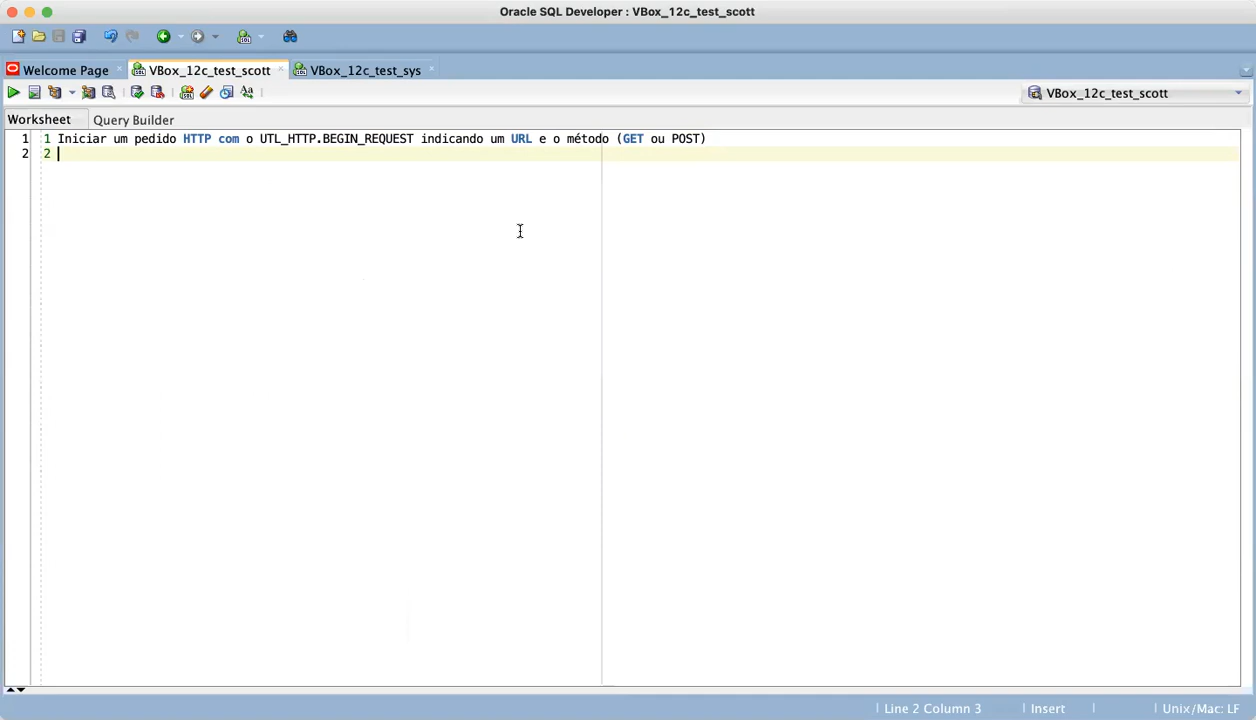 Oracle SQL Developer : VBox_12c_test_scott
Welcome Page
VBox_12c_test_scott
VBox_12c_test_sys
VBox_12c_test_scott
Worksheet
Query Builder
1 1 Iniciar um pedido HTTP com o UTL_HTTP.BEGIN_REQUEST indicando um URL e o método (GET ou POST)
2 2
Line 2 Column 3
Insert
Unix/Mac: LF